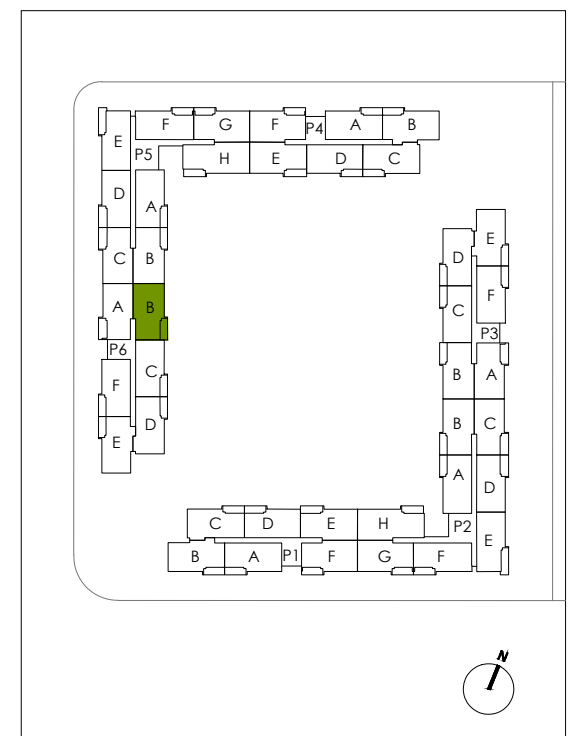 F G F P4 A B
E
P5 H E D C
D A
E
D
C B F
C
A B P3
P6 B A
C
F B C
D
E A D
C D E H
P2 E
B A P1 F G F
N